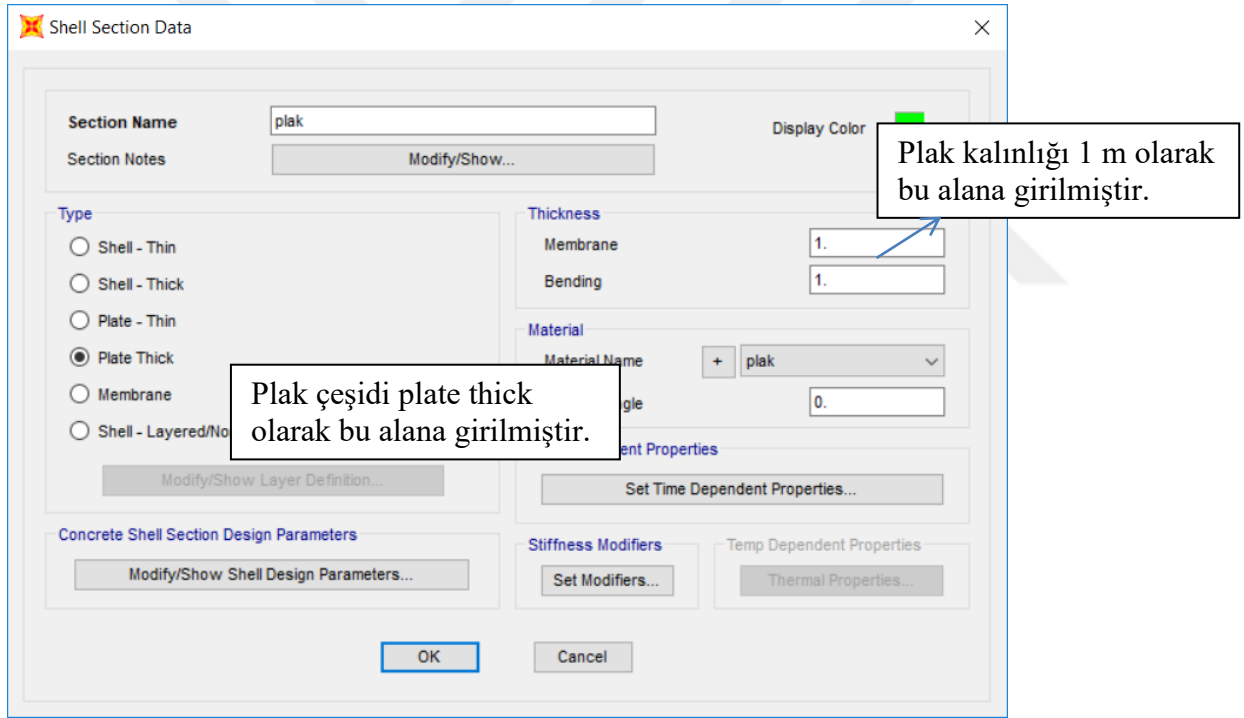 Shell Section Data
Section Name
plak
Display Color
Section Notes
Modify/Show...
Plak kalınlığı 1 m olarak
bu alana girilmiştir.
Type
Shell - Thin
Shell - Thick
Plate - Thin
Plate Thick
Membrane
Shell - Layered/No
Modify/Show Layer Definition...
Plak çeşidi plate thick
olarak bu alana girilmiştir.
Thickness
Membrane
1.
Bending
1.
Material
Material Name
+
plak
gle
0.
ent Properties
Set Time Dependent Properties...
Concrete Shell Section Design Parameters
Modify/Show Shell Design Parameters...
Stiffness Modifiers
Set Modifiers...
Temp Dependent Properties
Thermal Properties...
OK
Cancel